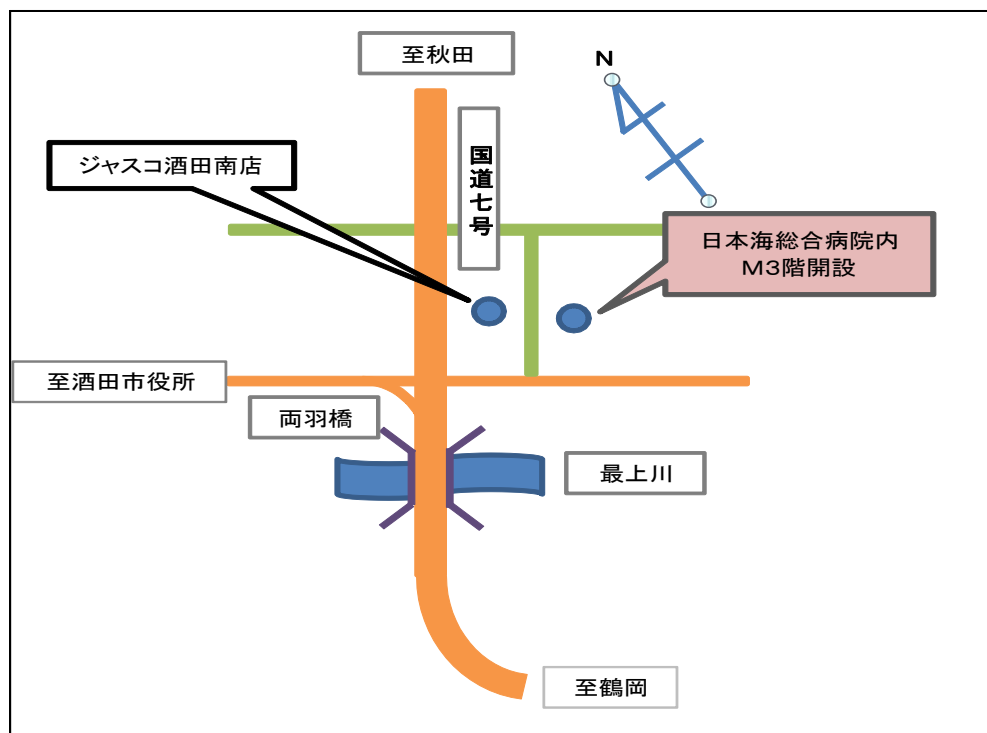 至秋田
N
国道七号
ジャスコ酒田南店
日本海総合病院内
M3階開設
至酒田市役所
両羽橋
最上川
至鶴岡